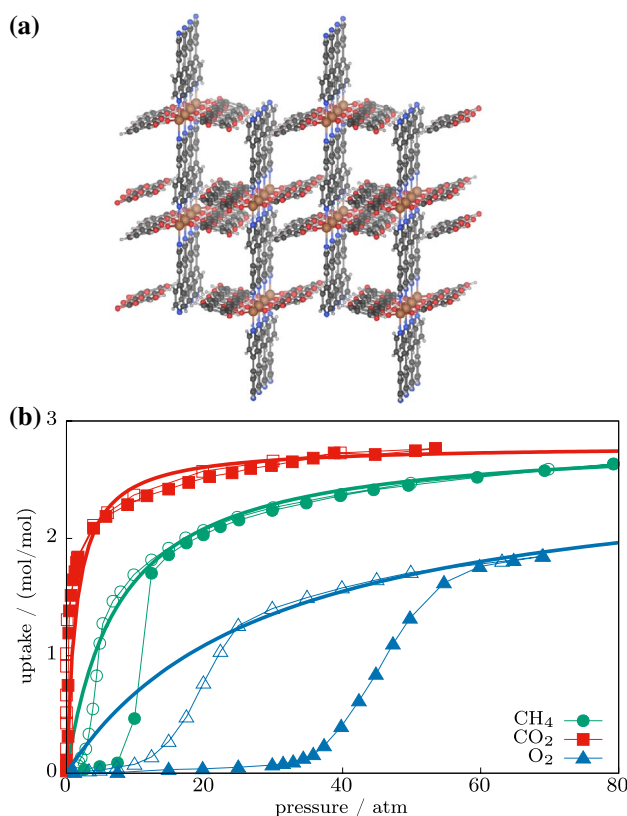 (a)
(b)
3
2
1
0
uptake / (mol/mol)
0
20
40
60
80
pressure / atm
CH₄
CO₂
O₂